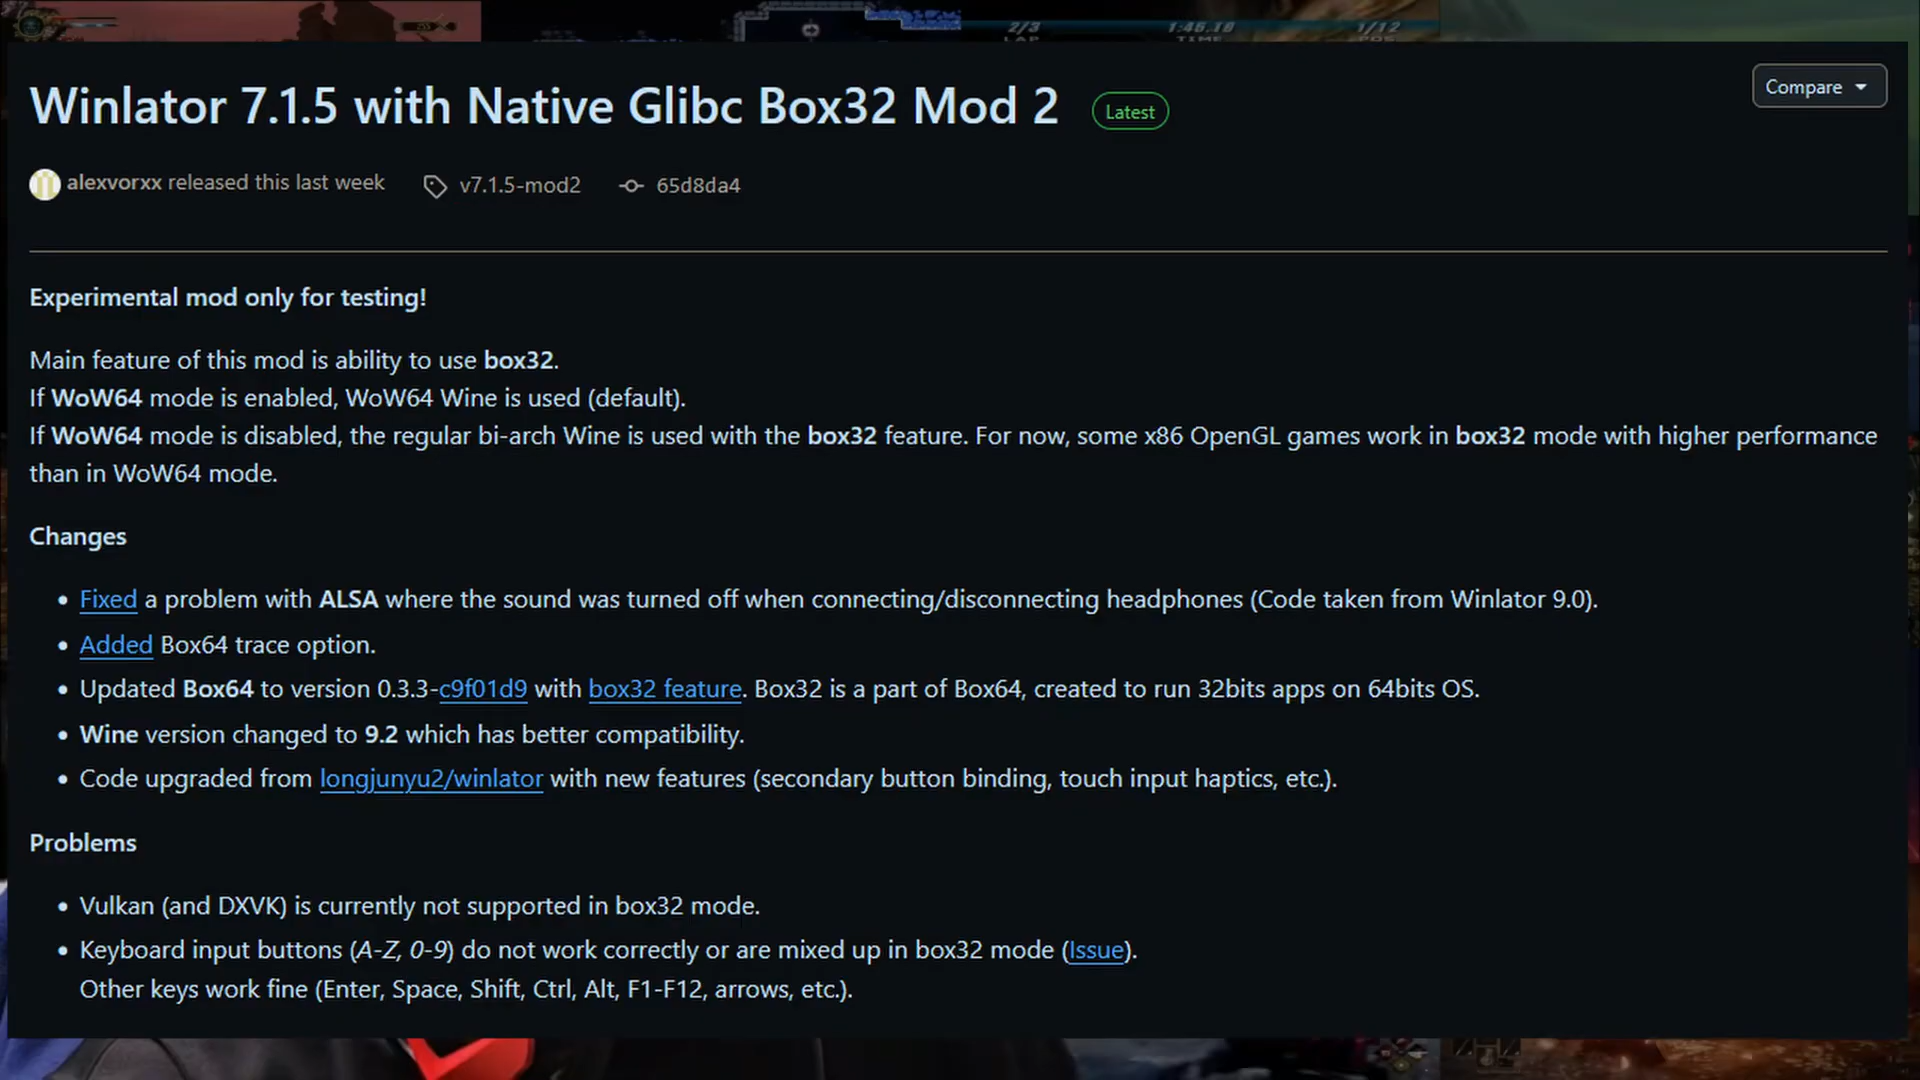 2/3 1:45.10 1/12
LAP TIME POS
Winlator 7.1.5 with Native Glibc Box32 Mod 2 Latest Compare
alexvorxx released this last week v7.1.5-mod2 65d8da4
Experimental mod only for testing!
Main feature of this mod is ability to use box32.
If WoW64 mode is enabled, WoW64 Wine is used (default).
If WoW64 mode is disabled, the regular bi-arch Wine is used with the box32 feature. For now, some x86 OpenGL games work in box32 mode with higher performance
than in WoW64 mode.
Changes
• Fixed a problem with ALSA where the sound was turned off when connecting/disconnecting headphones (Code taken from Winlator 9.0).
• Added Box64 trace option.
• Updated Box64 to version 0.3.3-c9f01d9 with box32 feature. Box32 is a part of Box64, created to run 32bits apps on 64bits OS.
• Wine version changed to 9.2 which has better compatibility.
• Code upgraded from longjunyu2/winlator with new features (secondary button binding, touch input haptics, etc.).
Problems
• Vulkan (and DXVK) is currently not supported in box32 mode.
• Keyboard input buttons (A-Z, 0-9) do not work correctly or are mixed up in box32 mode (Issue).
Other keys work fine (Enter, Space, Shift, Ctrl, Alt, F1-F12, arrows, etc.).